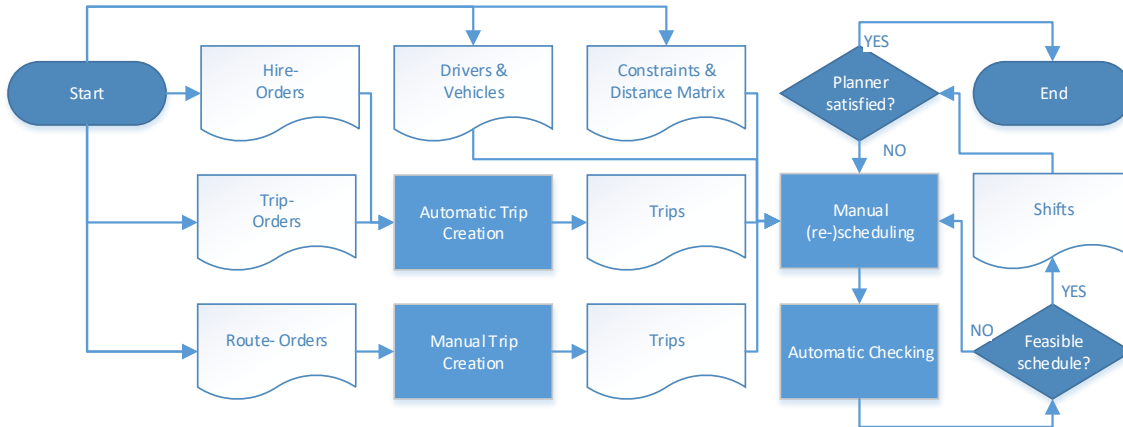 Start
Hire-
Orders
Drivers &
Vehicles
Constraints &
Distance Matrix
YES
Planner
satisfied?
End
NO
Trip-
Orders
Automatic Trip
Creation
Trips
Manual
(re-)scheduling
Shifts
YES
NO
Route- Orders
Manual Trip
Creation
Trips
Automatic Checking
Feasible
schedule?